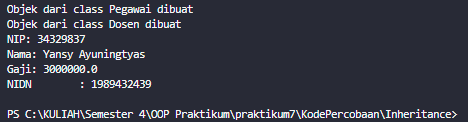 Objek dari class Pegawai dibuat
Objek dari class Dosen dibuat
NIP: 34329837
Nama: Yansy Ayuningtyas
Gaji: 3000000.0
NIDN      : 1989432439
PS C:\KULIAH\Semester 4\OOP Praktikum\praktikum7\KodePercobaan\Inheritance>